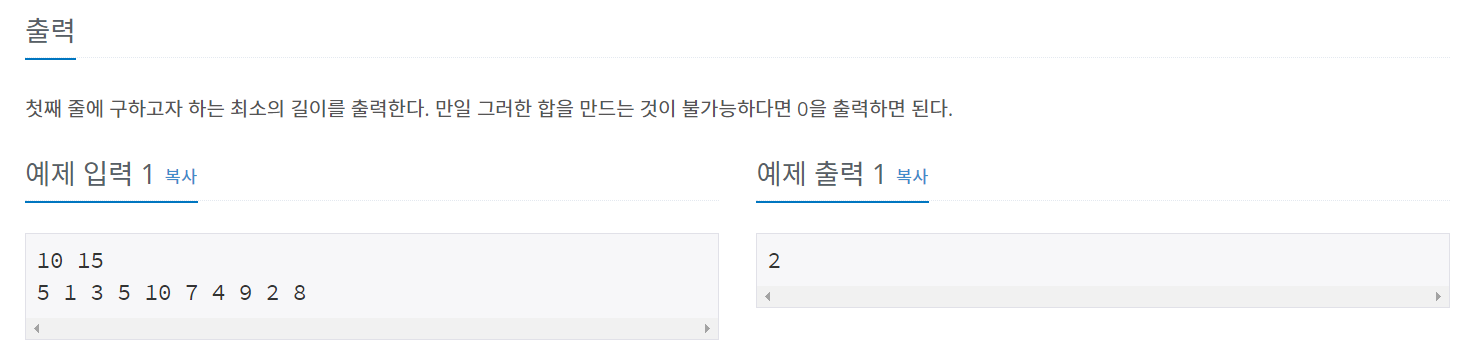 출력
첫째 줄에 구하고자 하는 최소의 길이를 출력한다. 만일 그러한 합을 만드는 것이 불가능하다면 0을 출력하면 된다.
예제 입력 1 복사
10 15
5 1 3 5 10 7 4 9 2 8
예제 출력 1 복사
2